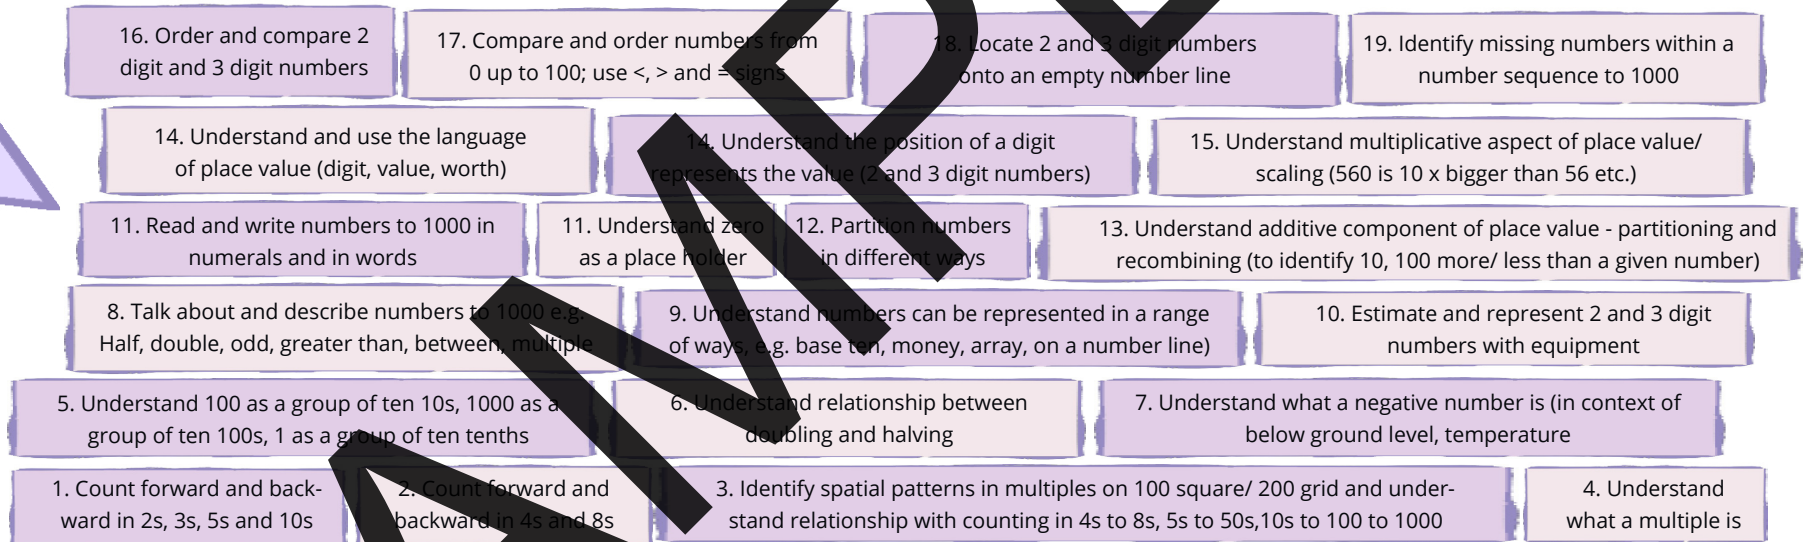 16. Order and compare 2
digit and 3 digit numbers
17. Compare and order numbers from
0 up to 100; use <, > and = signs
18. Locate 2 and 3 digit numbers
onto an empty number line
19. Identify missing numbers within a
number sequence to 1000
14. Understand and use the language
of place value (digit, value, worth)
14. Understand the position of a digit
represents the value (2 and 3 digit numbers)
15. Understand multiplicative aspect of place value/
scaling (560 is 10 x bigger than 56 etc.)
11. Read and write numbers to 1000 in
numerals and in words
11. Understand zero
as a place holder
12. Partition numbers
in different ways
13. Understand additive component of place value - partitioning and
recombining (to identify 10, 100 more/ less than a given number)
8. Talk about and describe numbers to 1000 e.g.
Half, double, odd, greater than, between, multiple
9. Understand numbers can be represented in a range
of ways, e.g. base ten, money, array, on a number line)
10. Estimate and represent 2 and 3 digit
numbers with equipment
5. Understand 100 as a group of ten 10s, 1000 as a
group of ten 100s, 1 as a group of ten tenths
6. Understand relationship between
doubling and halving
7. Understand what a negative number is (in context of
below ground level, temperature
1. Count forward and back-
ward in 2s, 3s, 5s and 10s
2. Count forward and
backward in 4s and 8s
3. Identify spatial patterns in multiples on 100 square/ 200 grid and under-
stand relationship with counting in 4s to 8s, 5s to 50s,10s to 100 to 1000
4. Understand
what a multiple is